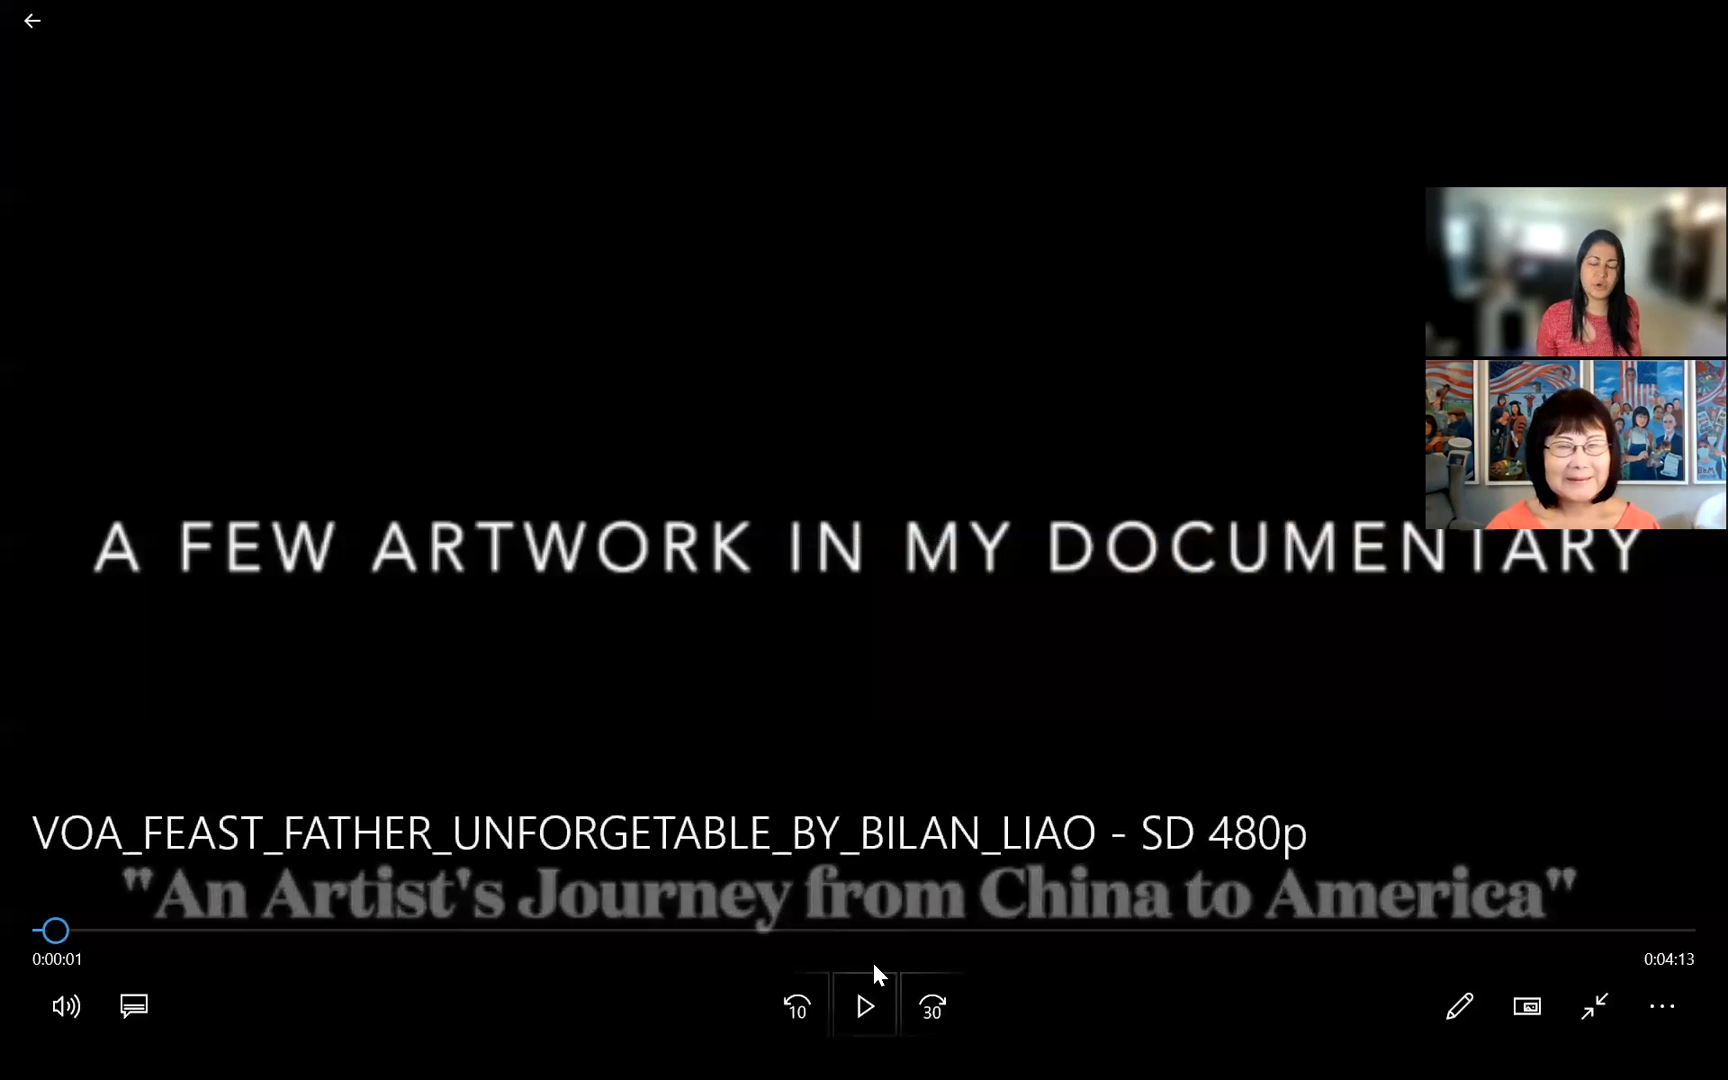 A FEW ARTWORK IN MY DOCUMENTARY
VOA_FEAST_FATHER_UNFORGETABLE_BY_BILAN_LIAO - SD 480p
"An Artist's Journey from China to America"
0:00:01
0:04:13
10
30